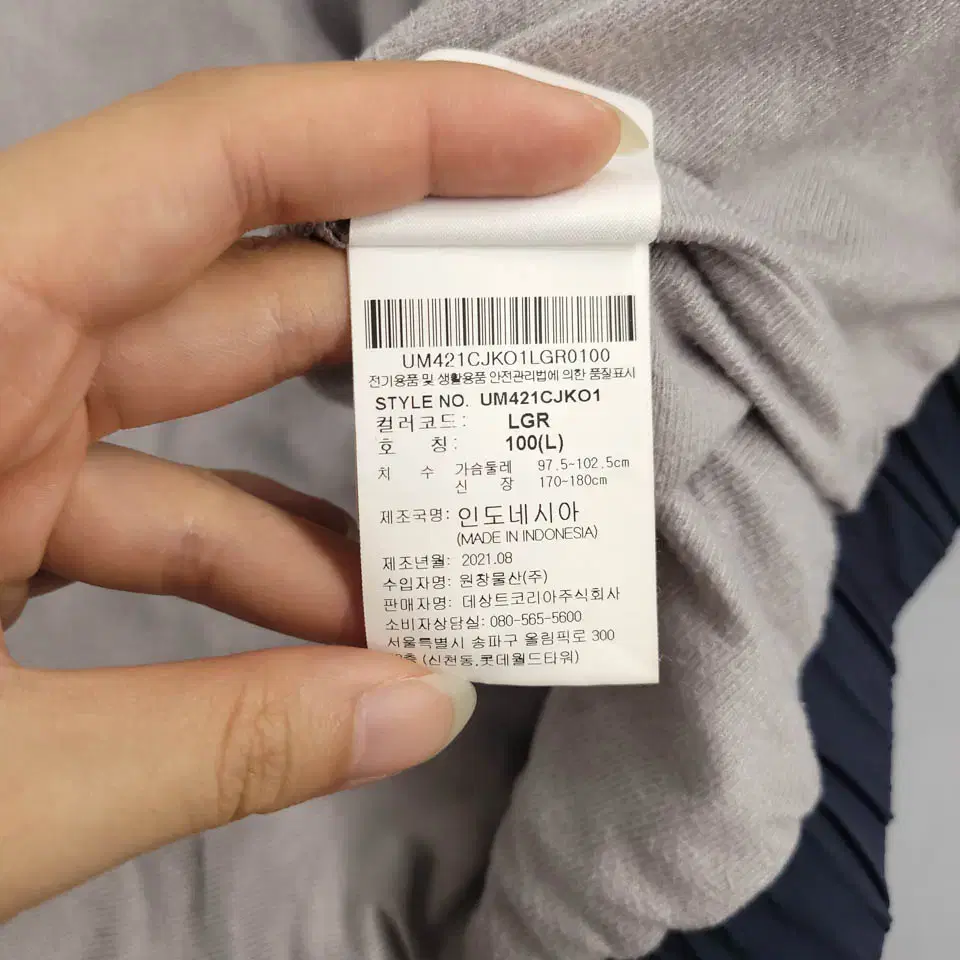 UM421CJKO1LGR0100
전기용품 및 생활용품 안전관리법에 의한 품질표시
STYLE NO. UM421CJKO1
컬러코드: LGR
호 칭: 100(L)
치 수 가슴둘레 97.5~102.5cm
신 장 170~180cm
제조국명: 인도네시아
(MADE IN INDONESIA)
제조년월: 2021.08
수입자명: 원창물산(주)
판매자명: 데상트코리아주식회사
소비자상담실: 080-565-5600
서울특별시 송파구 올림픽로 300
(신천동,롯데월드타워)